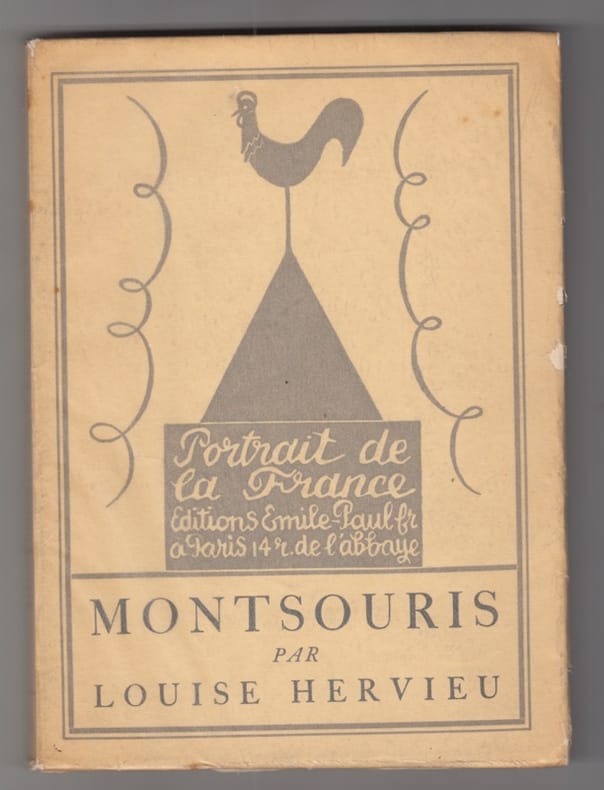 Portrait de
la France
Editions Emile-Paul fr
à Paris 14 r. de l'abbaye
MONTSOURIS
PAR
LOUISE HERVIEU